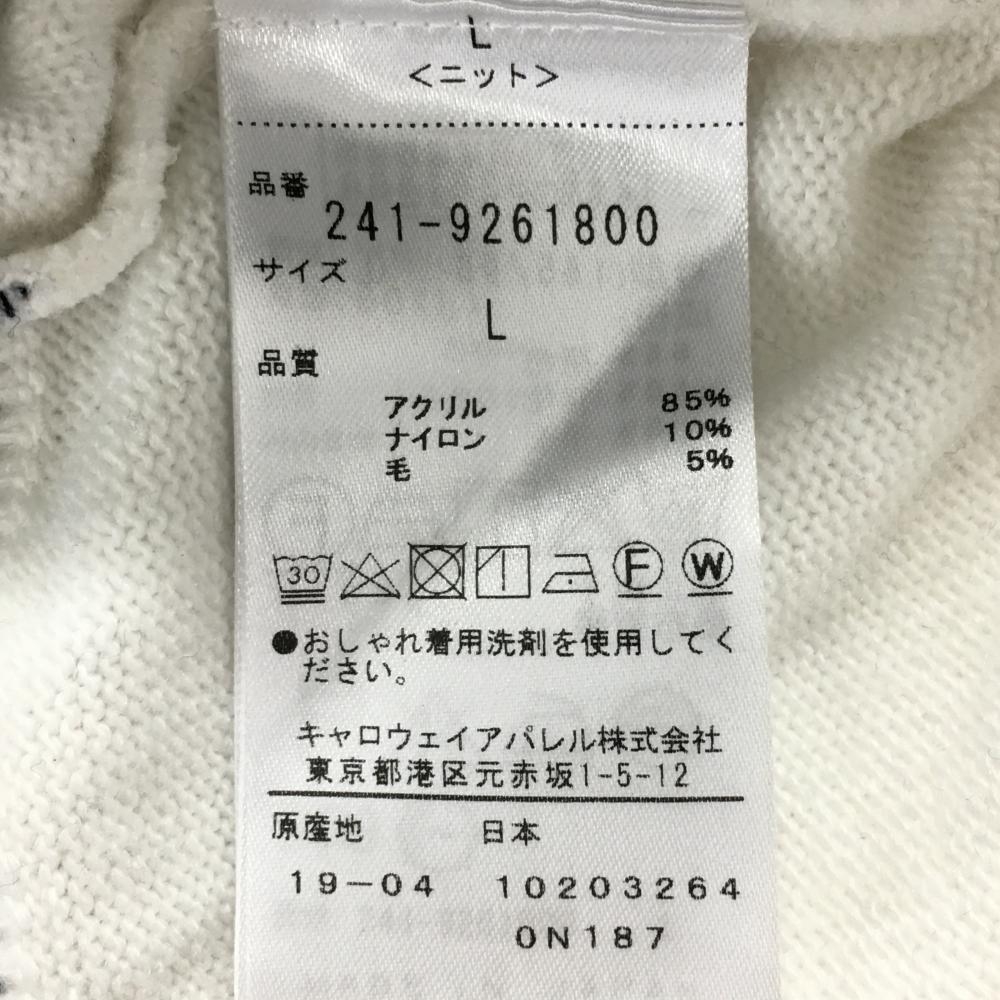 L
<ニット>
品番
241-9261800
サイズ
L
品質
アクリル 85%
ナイロン 10%
毛 5%
30 F W
●おしゃれ着用洗剤を使用してく
ださい。
キャロウェイアパレル株式会社
東京都港区元赤坂1-5-12
原産地 日本
19-04 10203264
0N187